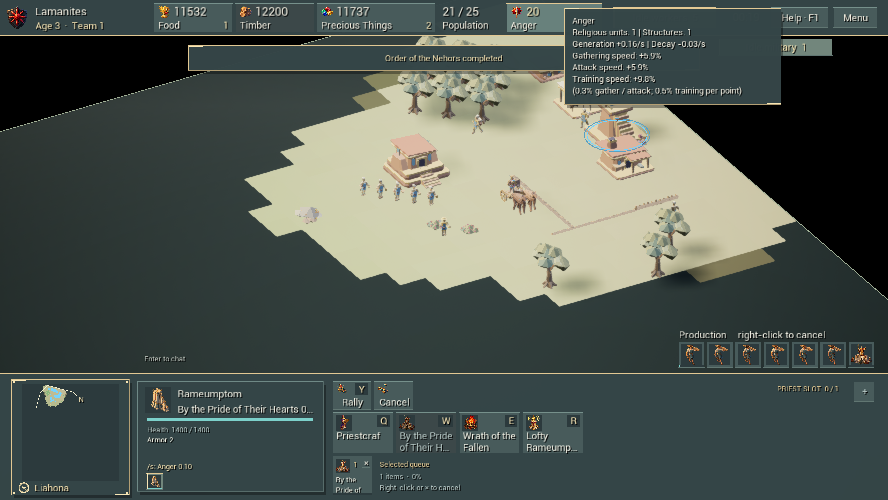 Lamanites
Age 3 · Team 1
11532
Food 1
12200
Timber
11737
Precious Things 2
21 / 25
Population
20
Anger
Help · F1
Menu
Anger
Religious units: 1 | Structures: 1
Generation +0.16/s | Decay -0.03/s
Gathering speed: +5.9%
Attack speed: +5.9%
Training speed: +9.8%
(0.3% gather / attack; 0.5% training per point)
Order of the Nehors completed
Production right-click to cancel
Enter to chat
N
Liahona
Rameumptom
By the Pride of Their Hearts 0...
Health 1400 / 1400
Armor 2
/s: Anger 0.10
Y
Rally
Cancel
Q
Priestcraf
W
By the Pride of Their H...
E
Wrath of the Fallen
R
Lofty Rameump...
1 ×
By the Pride of
Selected queue
1 items · 0%
Right-click or × to cancel
PRIEST SLOT 0 / 1
+